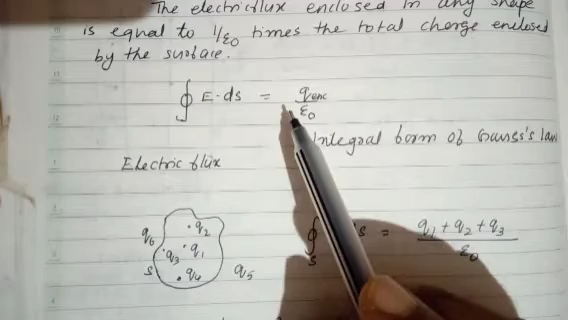 The electric flux enclosed in any shape
is equal to 1/ε0 times the total charge enclosed
by the surface.
∮ E·ds = qenc/ε0
Integral form of Gauss's law
Electric flux
q6 q2
q3 q1
S q4 q5
∮S s = q1 + q2 + q3/ε0